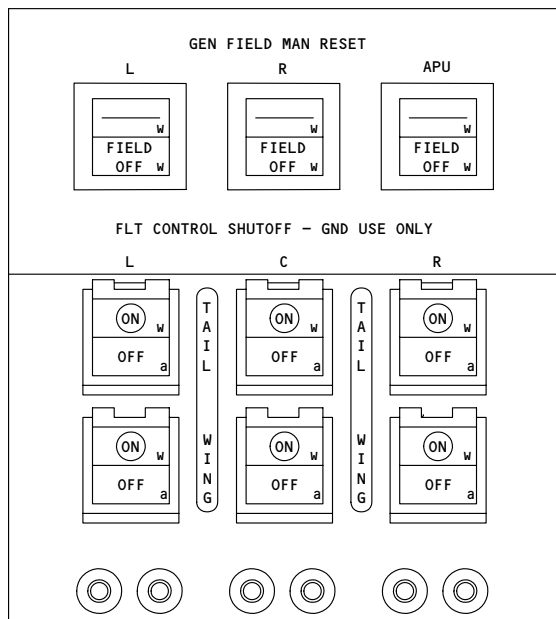 GEN FIELD MAN RESET
L R APU
W W W
FIELD FIELD FIELD
OFF W OFF W OFF W
FLT CONTROL SHUTOFF – GND USE ONLY
L C R
ON W ON W ON W
OFF a OFF a OFF a
TAIL TAIL
ON W ON W ON W
OFF a OFF a OFF a
WING WING